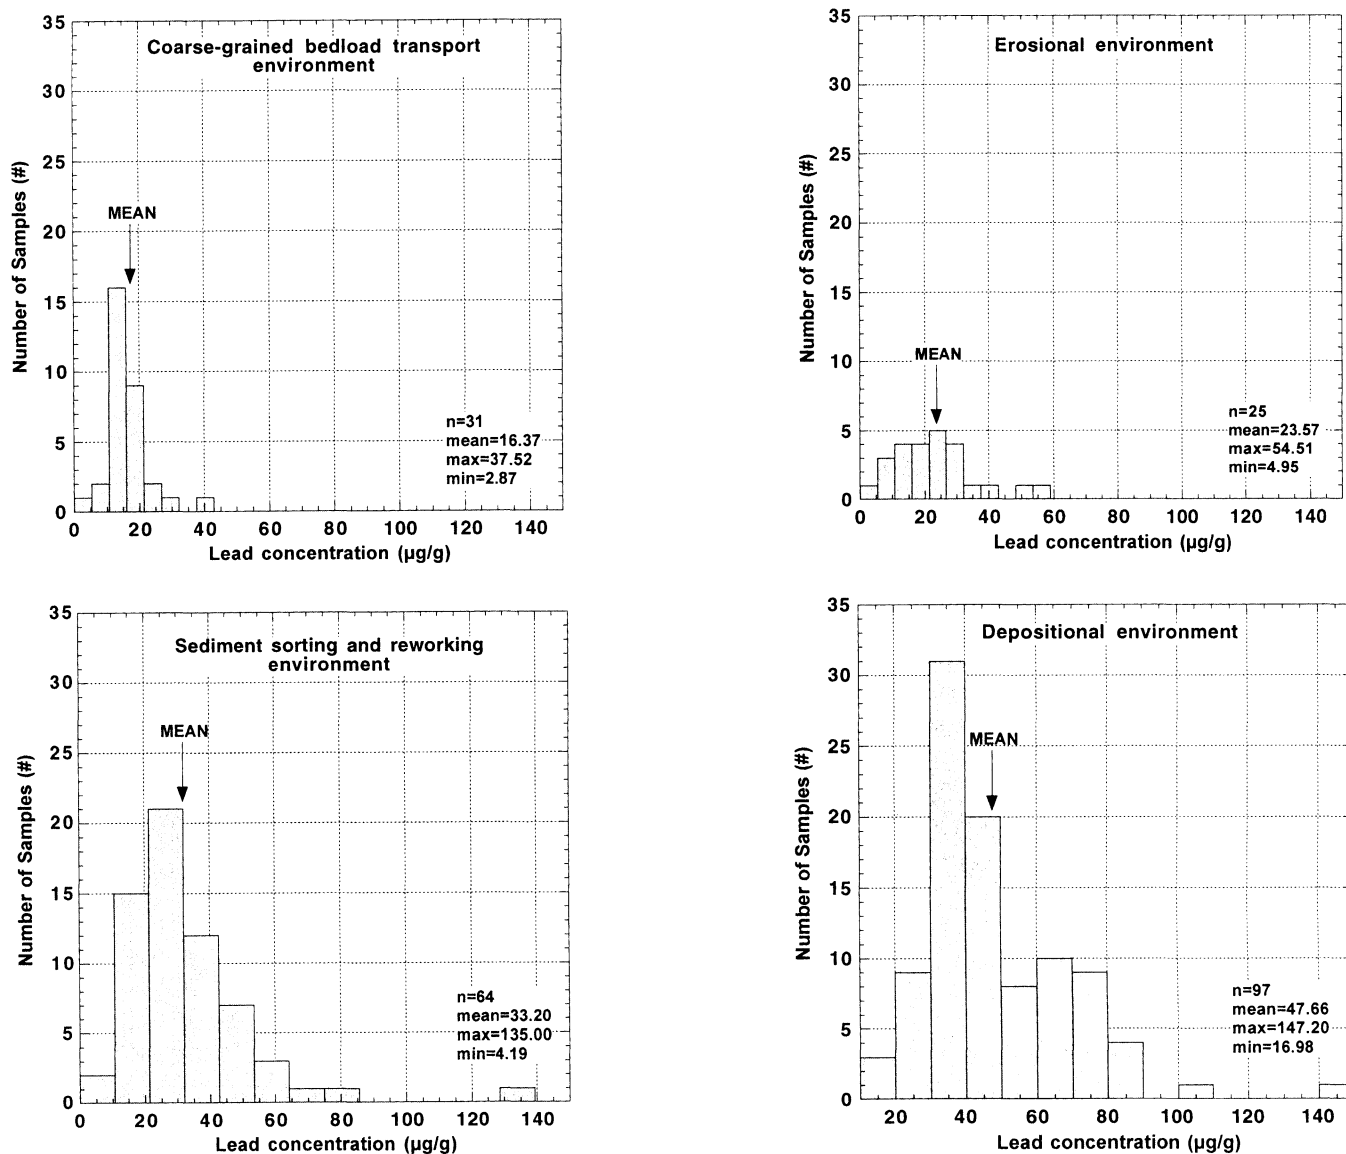 Coarse-grained bedload transport
environment
35
30
25
20
15
10
5
0
Number of Samples (#)
MEAN
n=31
mean=16.37
max=37.52
min=2.87
0 20 40 60 80 100 120 140
Lead concentration (µg/g)
Erosional environment
35
30
25
20
15
10
5
0
Number of Samples (#)
MEAN
n=25
mean=23.57
max=54.51
min=4.95
0 20 40 60 80 100 120 140
Lead concentration (µg/g)
Sediment sorting and reworking
environment
35
30
25
20
15
10
5
0
Number of Samples (#)
MEAN
n=64
mean=33.20
max=135.00
min=4.19
0 20 40 60 80 100 120 140
Lead concentration (µg/g)
Depositional environment
35
30
25
20
15
10
5
0
Number of Samples (#)
MEAN
n=97
mean=47.66
max=147.20
min=16.98
20 40 60 80 100 120 140
Lead concentration (µg/g)